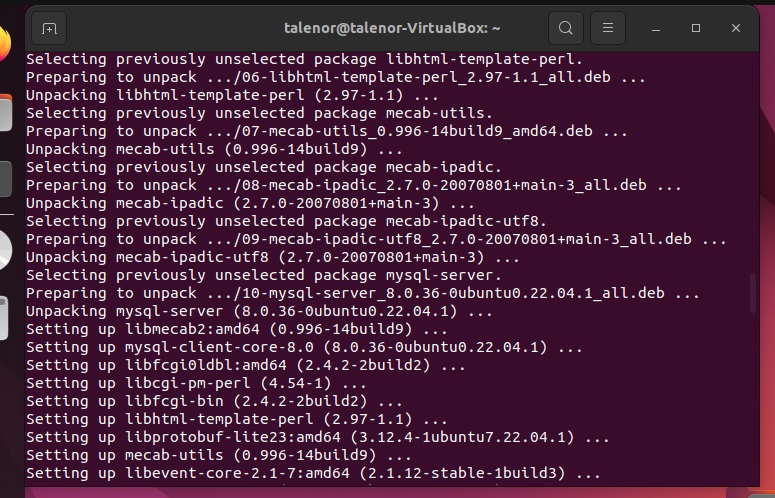 talenor@talenor-VirtualBox: ~
Selecting previously unselected package libhtml-template-perl.
Preparing to unpack .../06-libhtml-template-perl_2.97-1.1_all.deb ...
Unpacking libhtml-template-perl (2.97-1.1) ...
Selecting previously unselected package mecab-utils.
Preparing to unpack .../07-mecab-utils_0.996-14build9_amd64.deb ...
Unpacking mecab-utils (0.996-14build9) ...
Selecting previously unselected package mecab-ipadic.
Preparing to unpack .../08-mecab-ipadic_2.7.0-20070801+main-3_all.deb ...
Unpacking mecab-ipadic (2.7.0-20070801+main-3) ...
Selecting previously unselected package mecab-ipadic-utf8.
Preparing to unpack .../09-mecab-ipadic-utf8_2.7.0-20070801+main-3_all.deb ...
Unpacking mecab-ipadic-utf8 (2.7.0-20070801+main-3) ...
Selecting previously unselected package mysql-server.
Preparing to unpack .../10-mysql-server_8.0.36-0ubuntu0.22.04.1_all.deb ...
Unpacking mysql-server (8.0.36-0ubuntu0.22.04.1) ...
Setting up libmecab2:amd64 (0.996-14build9) ...
Setting up mysql-client-core-8.0 (8.0.36-0ubuntu0.22.04.1) ...
Setting up libfcgi0ldbl:amd64 (2.4.2-2build2) ...
Setting up libcgi-pm-perl (4.54-1) ...
Setting up libfcgi-bin (2.4.2-2build2) ...
Setting up libhtml-template-perl (2.97-1.1) ...
Setting up libprotobuf-lite23:amd64 (3.12.4-1ubuntu7.22.04.1) ...
Setting up mecab-utils (0.996-14build9) ...
Setting up libevent-core-2.1-7:amd64 (2.1.12-stable-1build3) ...